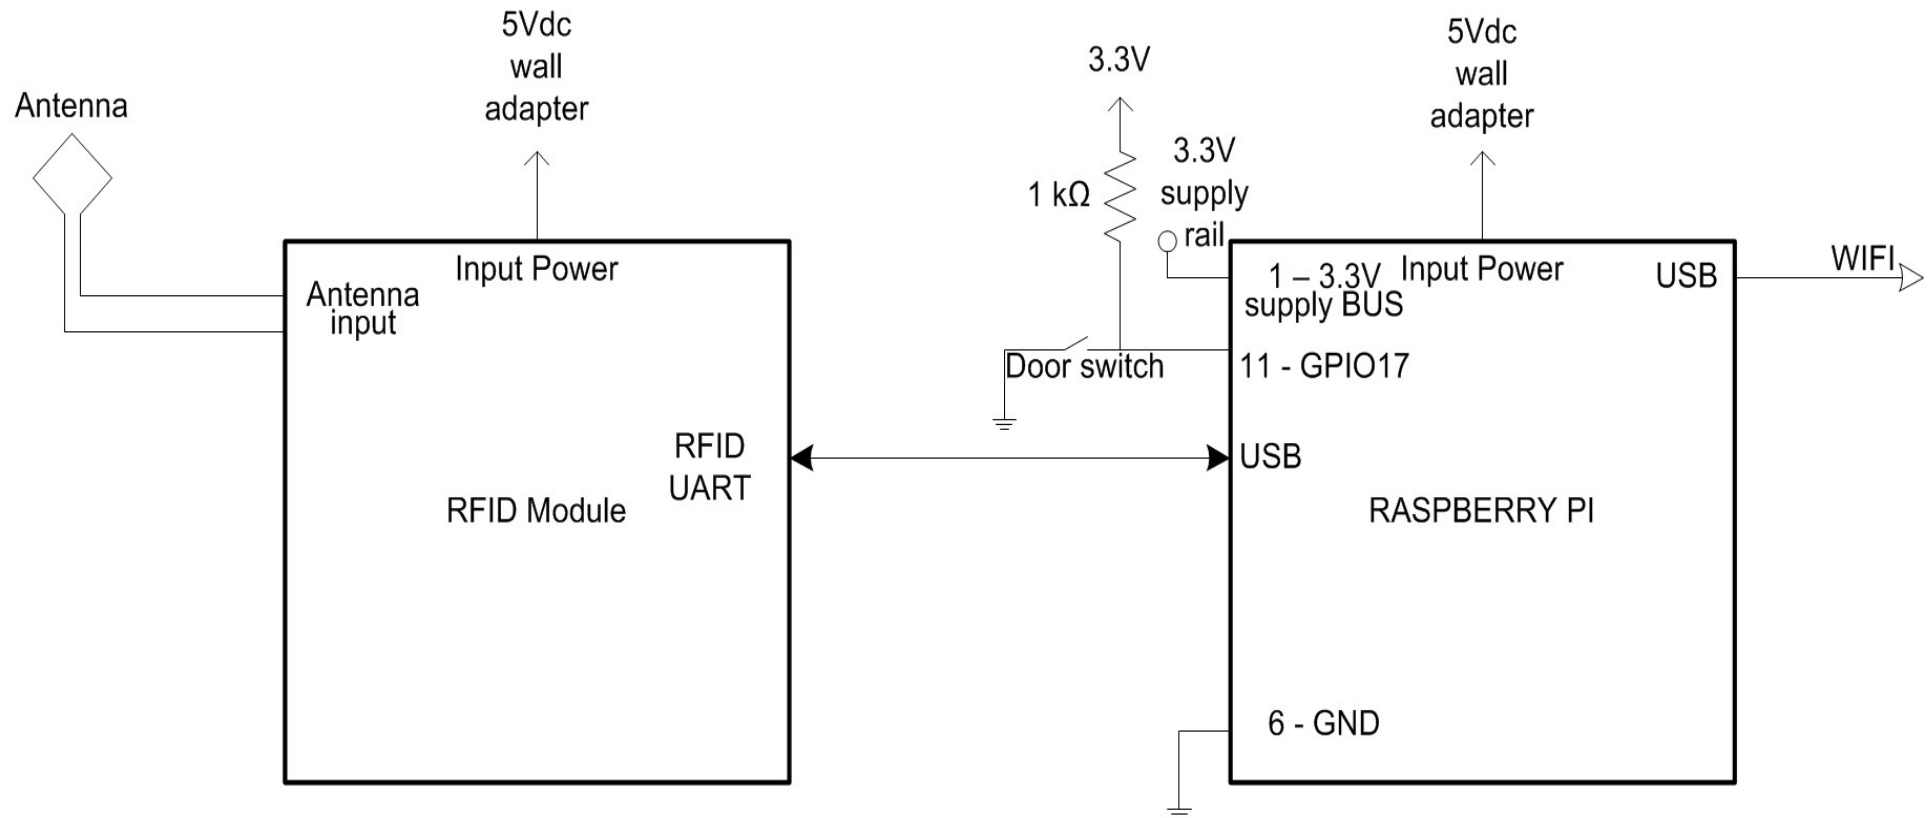 Antenna
5Vdc
wall
adapter
Input Power
Antenna
input
RFID
UART
RFID Module
3.3V
1 kΩ
3.3V
supply
rail
Door switch
5Vdc
wall
adapter
1 – 3.3V
supply BUS
Input Power
USB
WIFI
11 - GPIO17
USB
RASPBERRY PI
6 - GND